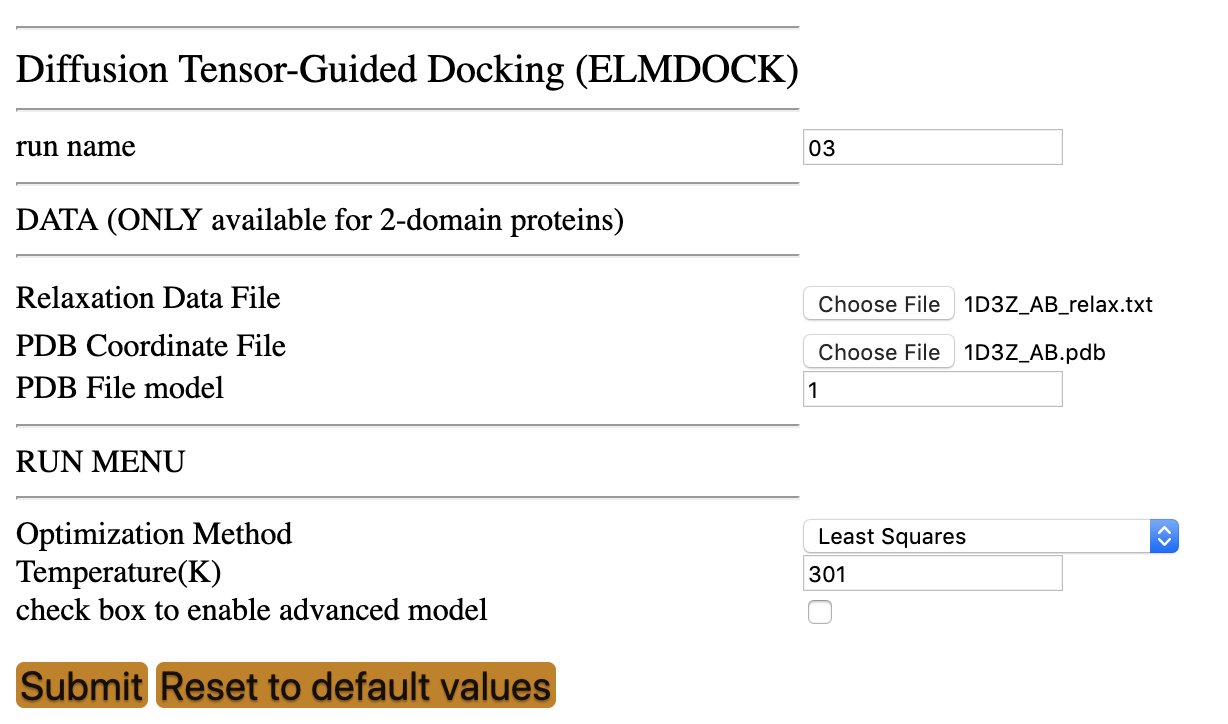 Diffusion Tensor-Guided Docking (ELMDOCK)
run name 03
DATA (ONLY available for 2-domain proteins)
Relaxation Data File Choose File 1D3Z_AB_relax.txt
PDB Coordinate File Choose File 1D3Z_AB.pdb
PDB File model 1
RUN MENU
Optimization Method Least Squares
Temperature(K) 301
check box to enable advanced model
Submit Reset to default values